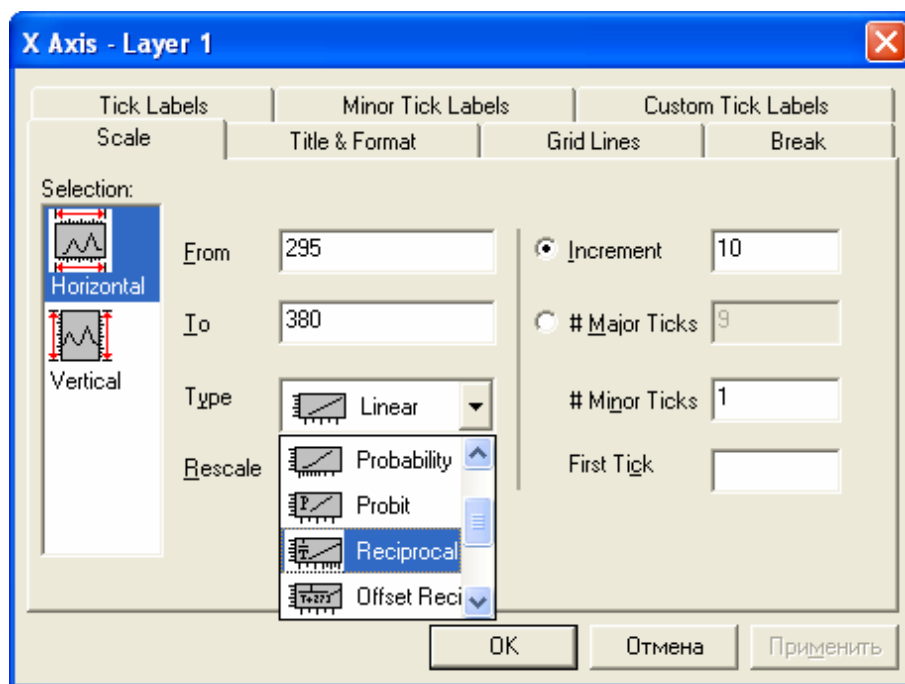 X Axis - Layer 1
Tick Labels
Minor Tick Labels
Custom Tick Labels
Scale
Title & Format
Grid Lines
Break
Selection:
Horizontal
Vertical
From
295
To
380
Type
Linear
Rescale
Probability
Probit
Reciprocal
Offset Reci
Increment
10
# Major Ticks
9
# Minor Ticks
1
First Tick
OK
Отмена
Применить